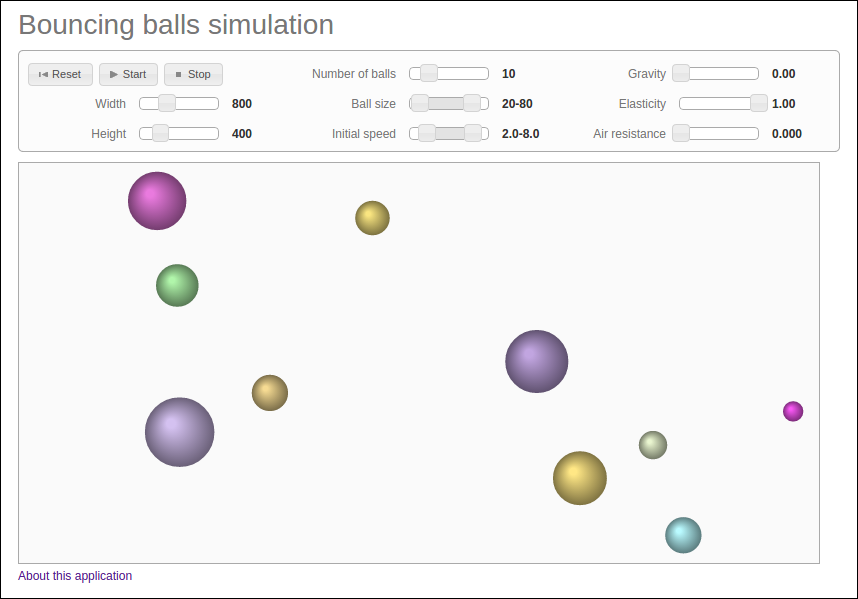 Bouncing balls simulation
Reset Start Stop Number of balls 10 Gravity 0.00
Width 800 Ball size 20-80 Elasticity 1.00
Height 400 Initial speed 2.0-8.0 Air resistance 0.000
About this application